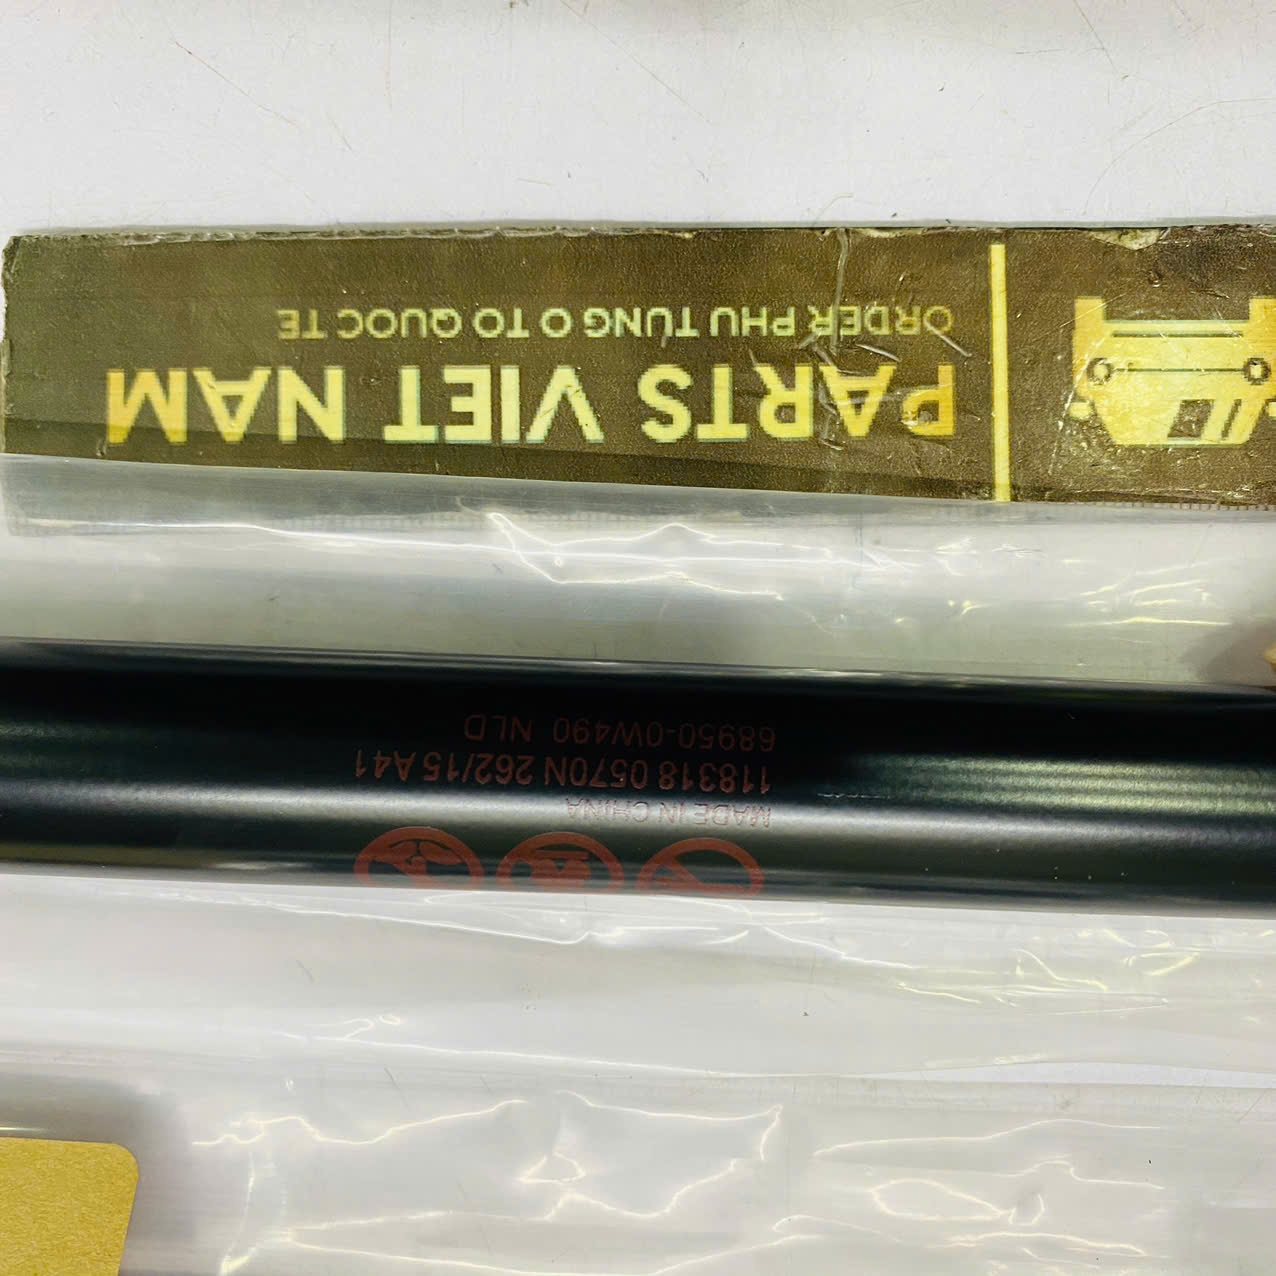 PARTS VIET NAM
ORDER PHU TUNG O TO QUOC TE
MADE IN CHINA
118318 0570N 262/15 A41
68950-0W490 NLD